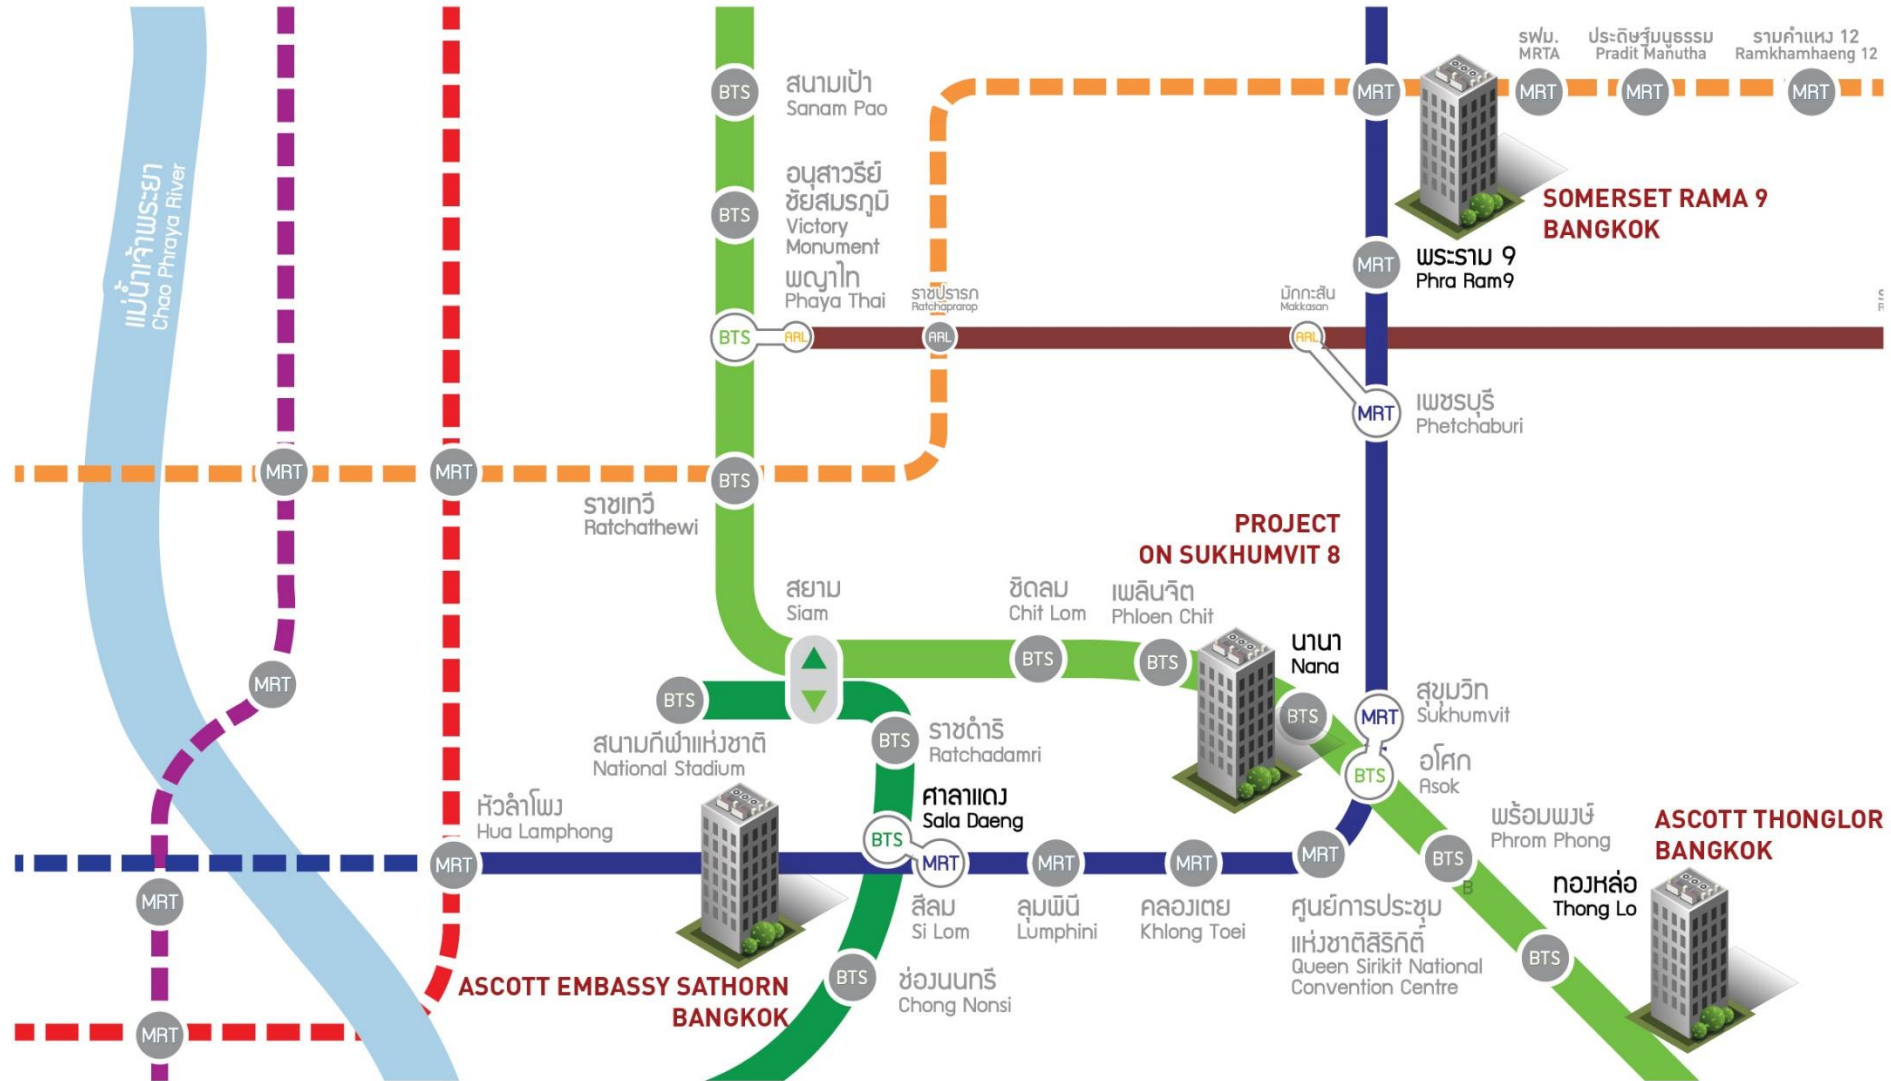 รฟม.
MRTA
ประดิษฐ์มนูธรรม
Pradit Manutha
รามคำแหง 12
Ramkhamhaeng 12
BTS
สนามเป้า
Sanam Pao
MRT
MRT
MRT
MRT
แม่น้ำเจ้าพระยา
Chao Phraya River
อนุสาวรีย์
ชัยสมรภูมิ
Victory
Monument
BTS
SOMERSET RAMA 9
BANGKOK
MRT
พระราม 9
Phra Ram9
พญาไท
Phaya Thai
ราชปรารภ
Ratchaprarop
มักกะสัน
Makkasan
BTS
ARL
ARL
ARL
MRT
เพชรบุรี
Phetchaburi
MRT
MRT
BTS
ราชเทวี
Ratchathewi
PROJECT
ON SUKHUMVIT 8
สยาม
Siam
ชิดลม
Chit Lom
เพลินจิต
Phloen Chit
นานา
Nana
BTS
BTS
MRT
BTS
BTS
MRT
สุขุมวิท
Sukhumvit
สนามกีฬาแห่งชาติ
National Stadium
BTS
ราชดำริ
Ratchadamri
BTS
อโศก
Asok
หัวลำโพง
Hua Lamphong
ศาลาแดง
Sala Daeng
พร้อมพงษ์
Phrom Phong
ASCOTT THONGLOR
BANGKOK
MRT
BTS
MRT
MRT
MRT
MRT
BTS
B
ทองหล่อ
Thong Lo
MRT
สีลม
Si Lom
ลุมพินี
Lumphini
คลองเตย
Khlong Toei
ศูนย์การประชุม
แห่งชาติสิริกิติ์
Queen Sirikit National
Convention Centre
BTS
ASCOTT EMBASSY SATHORN
BANGKOK
BTS
ช่องนนทรี
Chong Nonsi
MRT